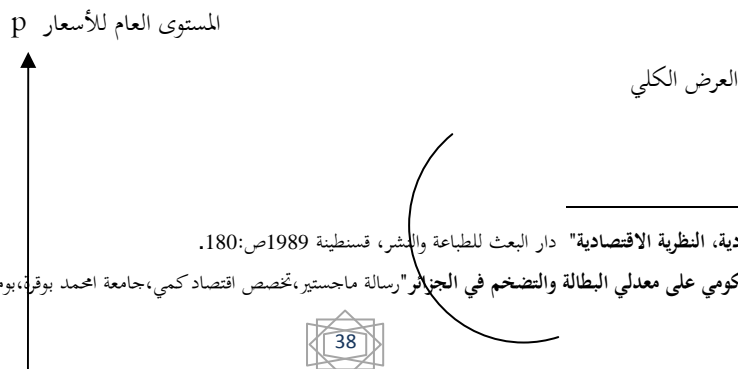 المستوى العام للأسعار p
العرض الكلي
دية، النظرية الاقتصادية" دار البعث للطباعة والنشر، قسنطينة 1989ص:180.
كومي على معدلي البطالة والتضخم في الجزائر"رسالة ماجستير،تخصص اقتصاد كمي،جامعة امحمد بوقرة،بوم
38